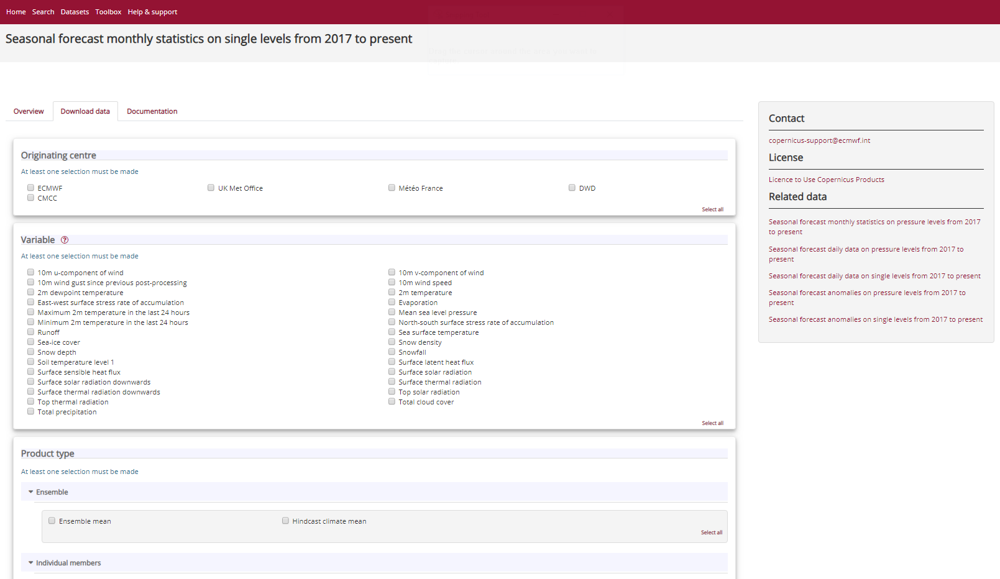 Home Search Datasets Toolbox Help & support
Seasonal forecast monthly statistics on single levels from 2017 to present
Overview Download data Documentation
Originating centre
At least one selection must be made
ECMWF UK Met Office Météo France DWD
CMCC
Select all
Variable ?
At least one selection must be made
10m u-component of wind 10m v-component of wind
10m wind gust since previous post-processing 10m wind speed
2m dewpoint temperature 2m temperature
East-west surface stress rate of accumulation Evaporation
Maximum 2m temperature in the last 24 hours Mean sea level pressure
Minimum 2m temperature in the last 24 hours North-south surface stress rate of accumulation
Runoff Sea surface temperature
Sea-ice cover Snow density
Snow depth Snowfall
Soil temperature level 1 Surface latent heat flux
Surface sensible heat flux Surface solar radiation
Surface solar radiation downwards Surface thermal radiation
Surface thermal radiation downwards Top solar radiation
Top thermal radiation Total cloud cover
Total precipitation
Select all
Product type
At least one selection must be made
Ensemble
Ensemble mean Hindcast climate mean
Select all
Individual members
Contact
copernicus-support@ecmwf.int
License
Licence to Use Copernicus Products
Related data
Seasonal forecast monthly statistics on pressure levels from 2017
to present
Seasonal forecast daily data on pressure levels from 2017 to
present
Seasonal forecast daily data on single levels from 2017 to present
Seasonal forecast anomalies on pressure levels from 2017 to
present
Seasonal forecast anomalies on single levels from 2017 to present